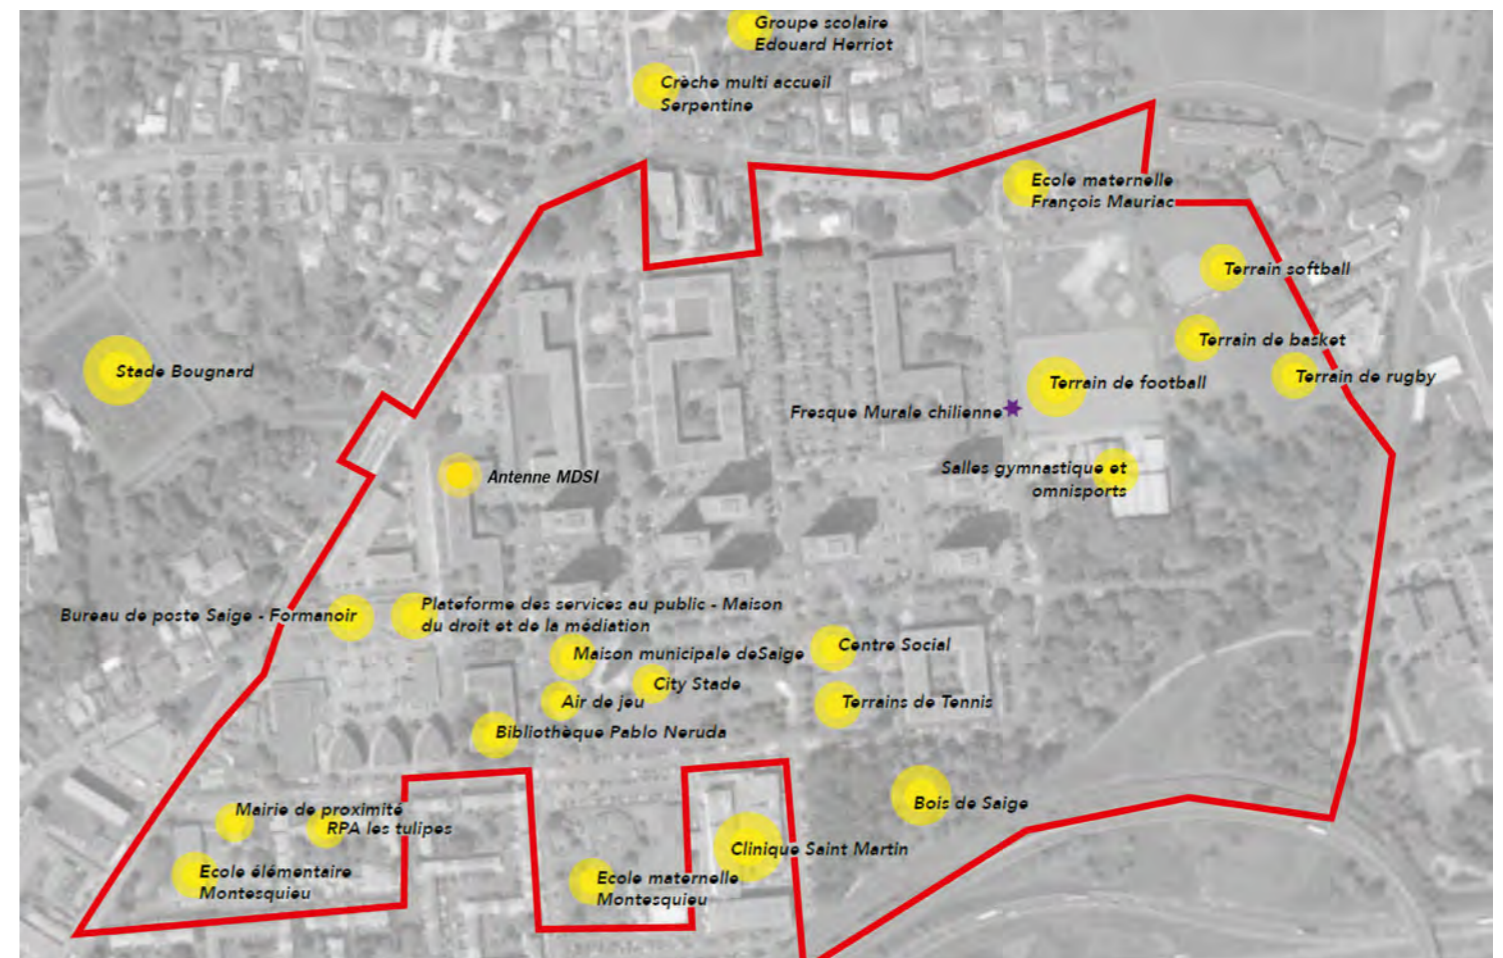 Groupe scolaire
Edouard Herriot
Crèche multi accueil
Serpentine
Ecole maternelle
François Mauriac
Terrain softball
Terrain de basket
Stade Bougnard
Terrain de rugby
Terrain de football
Fresque Murale chilienne
Salles gymnastique et
omnisports
Antenne MDSI
Plateforme des services au public - Maison
du droit et de la médiation
Bureau de poste Saige - Formanoir
Maison municipale deSaige
Centre Social
City Stade
Air de jeu
Terrains de Tennis
Bibliothèque Pablo Neruda
Bois de Saige
Mairie de proximité
RPA les tulipes
Clinique Saint Martin
Ecole élémentaire
Montesquieu
Ecole maternelle
Montesquieu